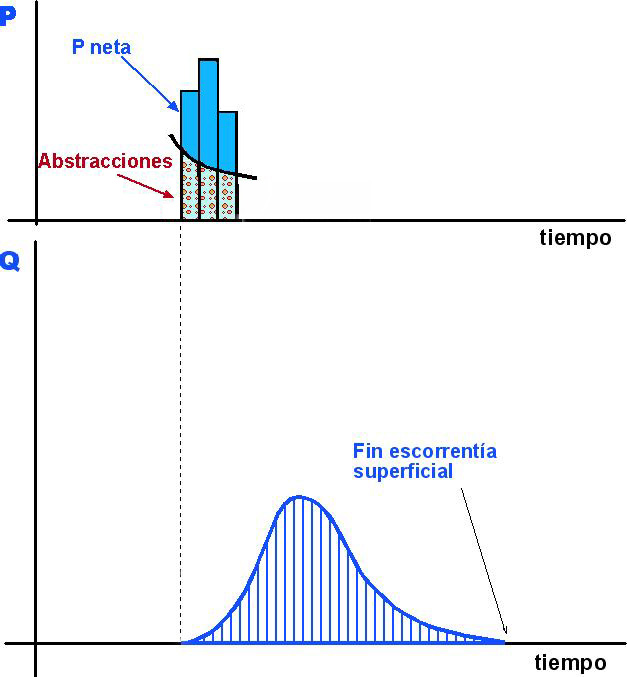 P
P neta
Abstracciones
tiempo
Q
Fin escorrentía
superficial
tiempo